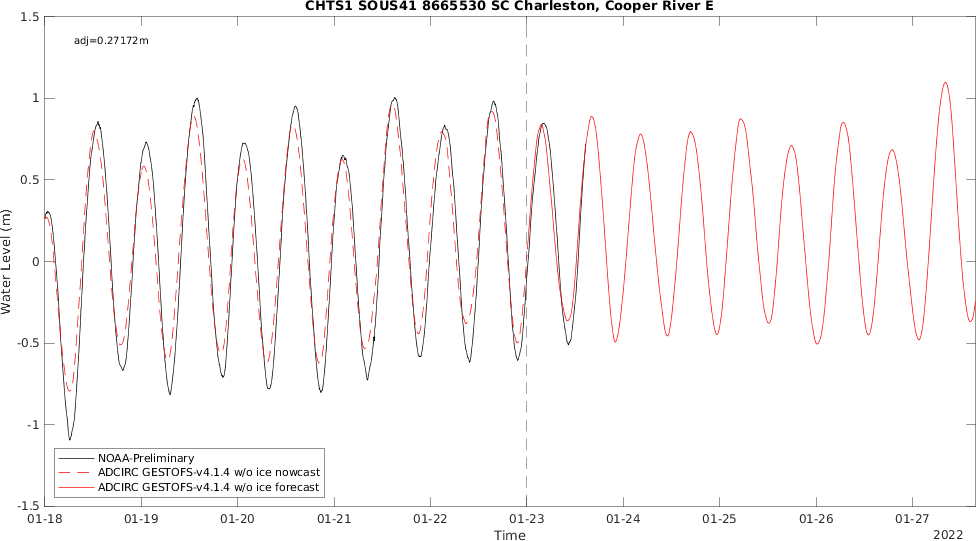 CHTS1 SOUS41 8665530 SC Charleston, Cooper River E
adj=0.27172m
1.5
1
0.5
0
-0.5
-1
-1.5
Water Level (m)
NOAA-Preliminary
ADCIRC GESTOFS-v4.1.4 w/o ice nowcast
ADCIRC GESTOFS-v4.1.4 w/o ice forecast
01-18 01-19 01-20 01-21 01-22 01-23 01-24 01-25 01-26 01-27
Time
2022